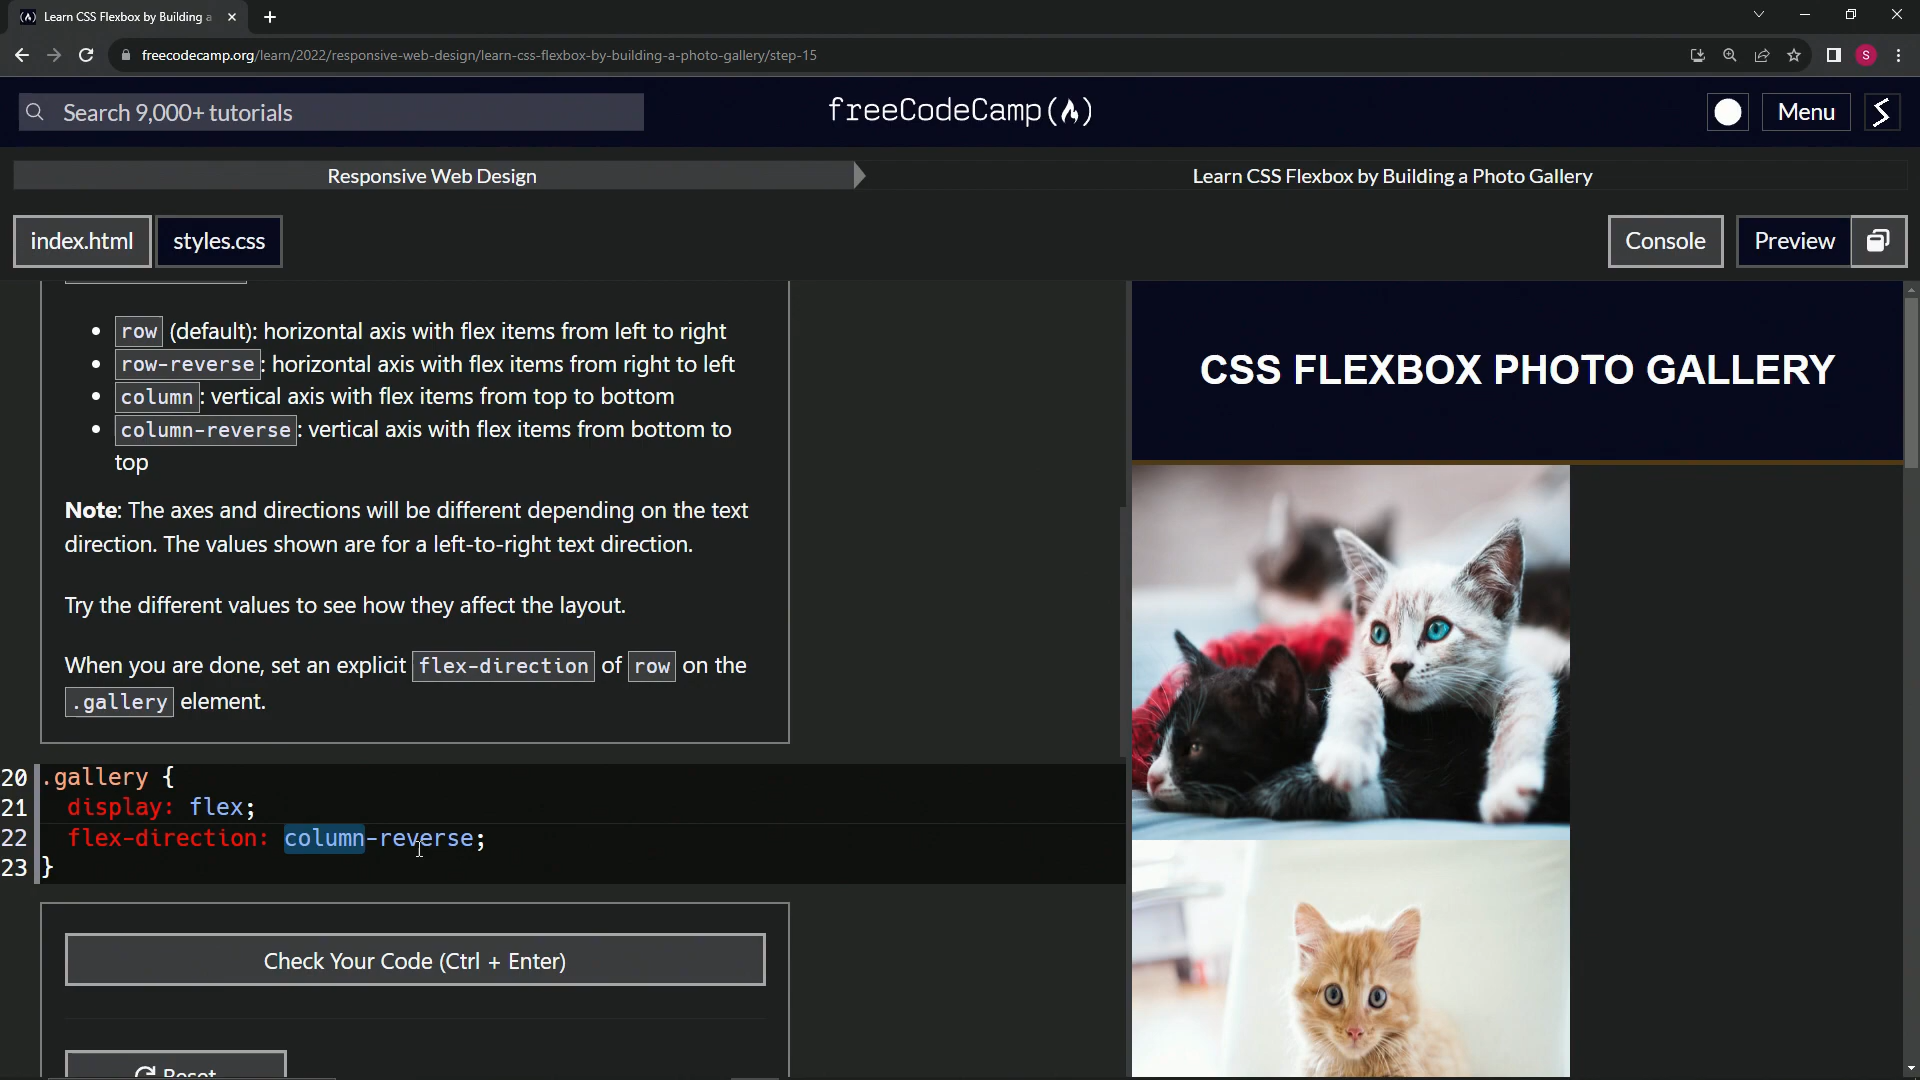 Learn CSS Flexbox by Building a
freecodecamp.org/learn/2022/responsive-web-design/learn-css-flexbox-by-building-a-photo-gallery/step-15
S
Search 9,000+ tutorials
freeCodeCamp
Menu
Responsive Web Design
Learn CSS Flexbox by Building a Photo Gallery
index.html
styles.css
Console
Preview
row (default): horizontal axis with flex items from left to right
row-reverse: horizontal axis with flex items from right to left
column: vertical axis with flex items from top to bottom
column-reverse: vertical axis with flex items from bottom to
top
Note: The axes and directions will be different depending on the text
direction. The values shown are for a left-to-right text direction.
Try the different values to see how they affect the layout.
When you are done, set an explicit flex-direction of row on the
.gallery element.
20 .gallery {
21 display: flex;
22 flex-direction: column-reverse;
23 }
Check Your Code (Ctrl + Enter)
Reset
CSS FLEXBOX PHOTO GALLERY